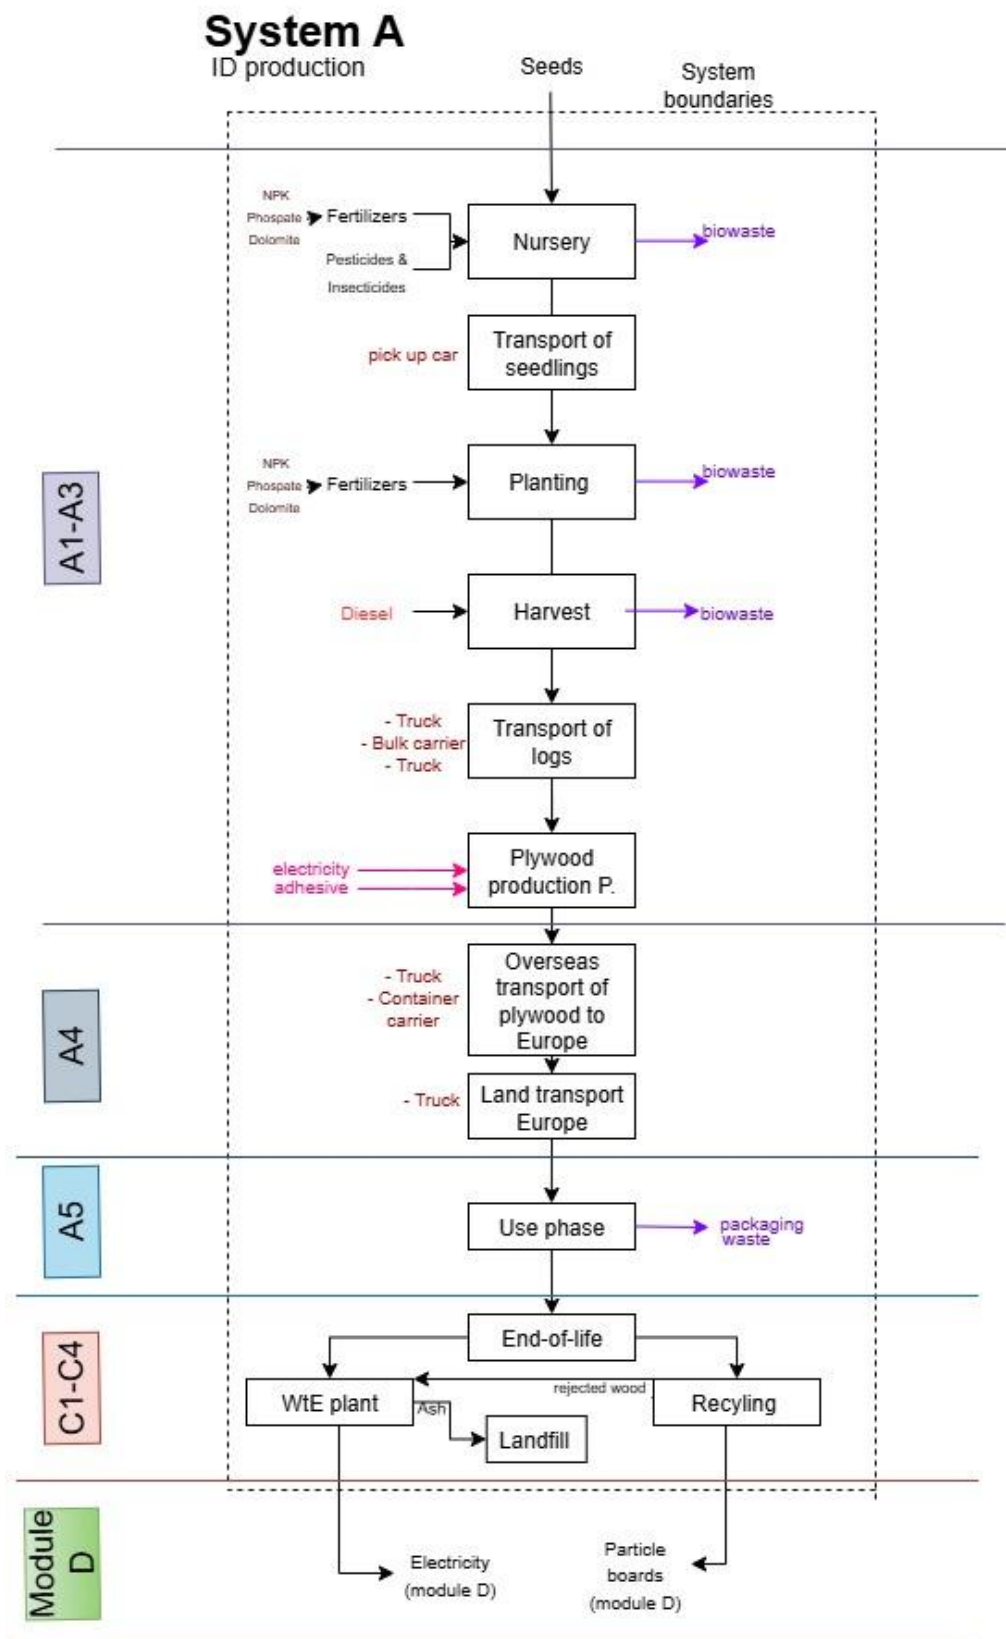 System A
ID production
Seeds
System
boundaries
NPK
Phospate
Dolomite
Fertilizers
Pesticides &
Insecticides
Nursery
biowaste
pick up car
Transport of
seedlings
A1-A3
NPK
Phospate
Dolomite
Fertilizers
Planting
biowaste
Diesel
Harvest
biowaste
- Truck
- Bulk carrier
- Truck
Transport of
logs
electricity
adhesive
Plywood
production P.
A4
- Truck
- Container
carrier
Overseas
transport of
plywood to
Europe
- Truck
Land transport
Europe
A5
Use phase
packaging
waste
C1-C4
End-of-life
WtE plant
rejected wood
Recyling
Ash
Landfill
Module
D
Electricity
(module D)
Particle
boards
(module D)